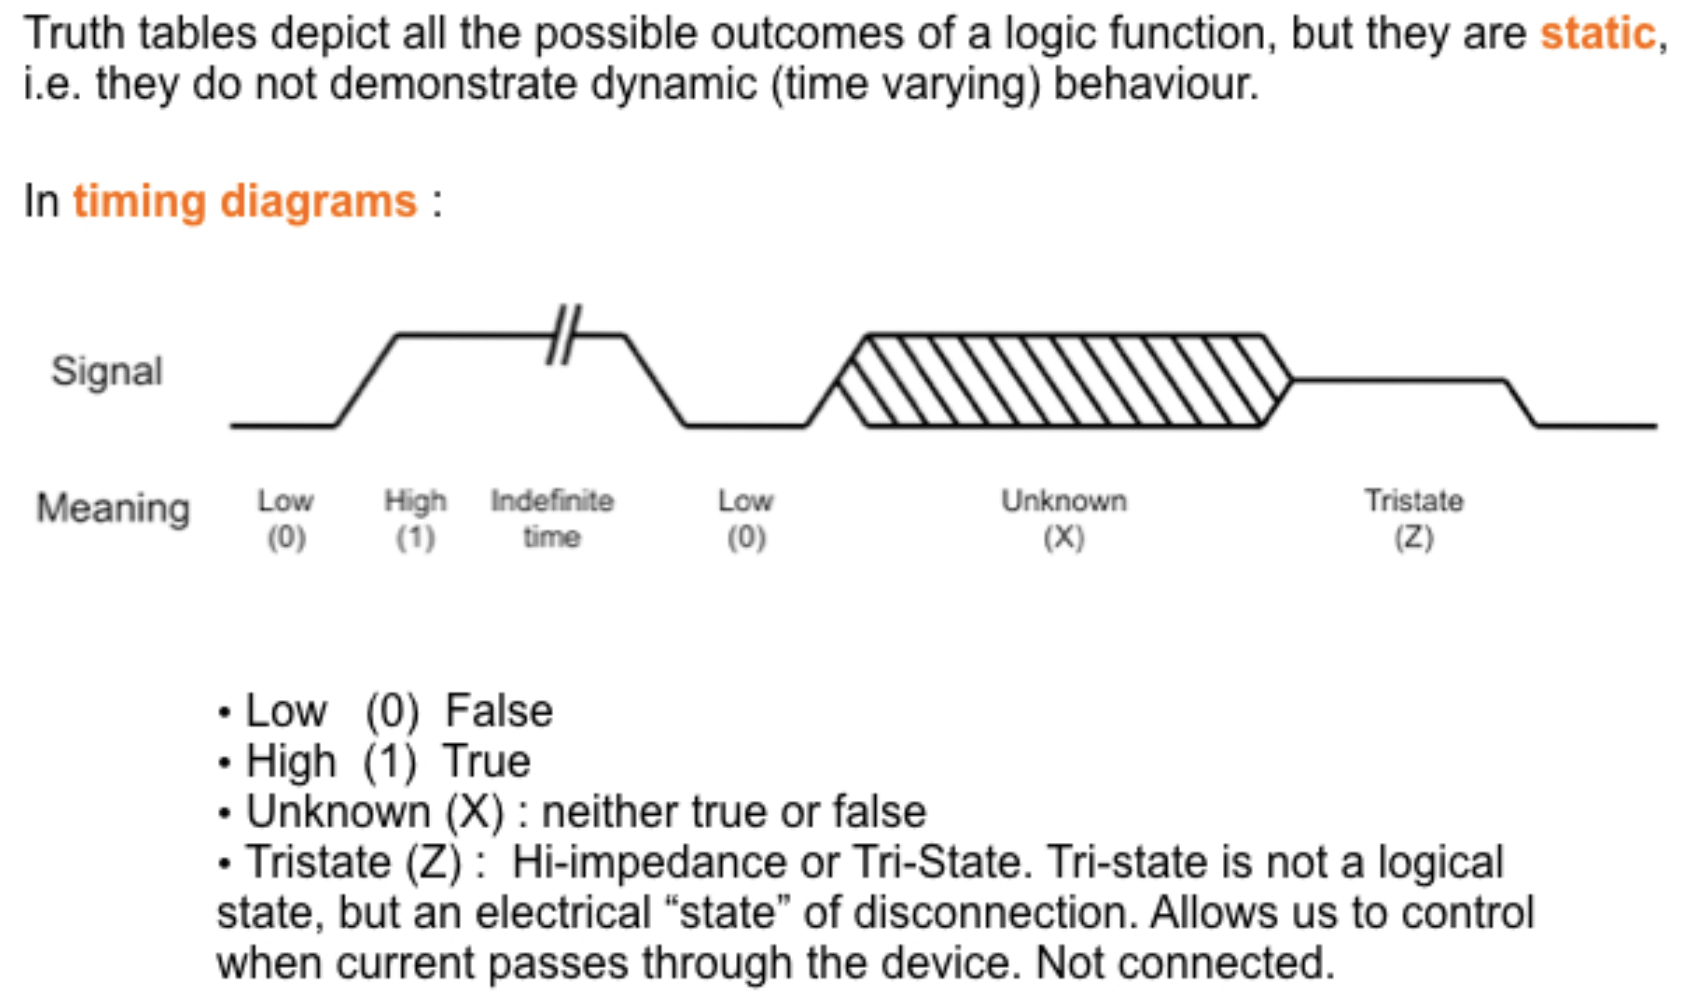 Truth tables depict all the possible outcomes of a logic function, but they are static,
i.e. they do not demonstrate dynamic (time varying) behaviour.
In timing diagrams :
Signal
Meaning
Low
(0)
High
(1)
Indefinite
time
Low
(0)
Unknown
(X)
Tristate
(Z)
• Low (0) False
• High (1) True
• Unknown (X) : neither true or false
• Tristate (Z) : Hi-impedance or Tri-State. Tri-state is not a logical
state, but an electrical “state” of disconnection. Allows us to control
when current passes through the device. Not connected.